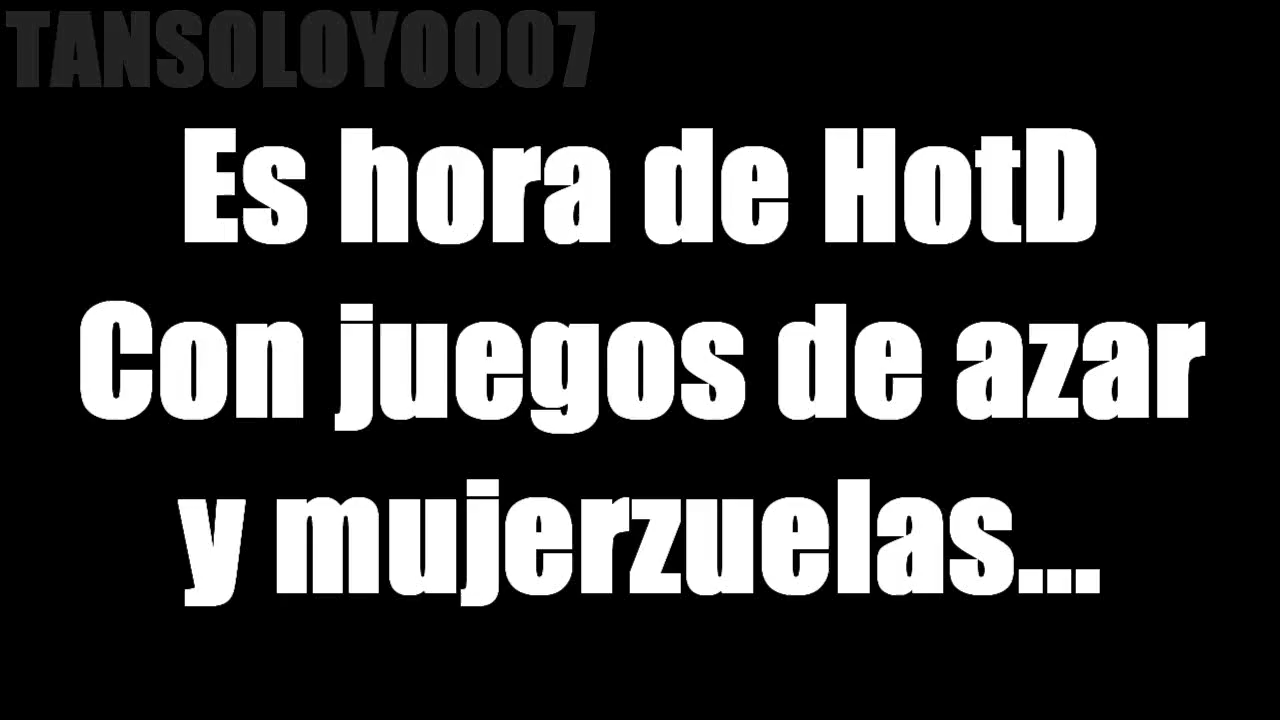 TANSOLOYO007
Es hora de HotD
Con juegos de azar
y mujerzuelas...